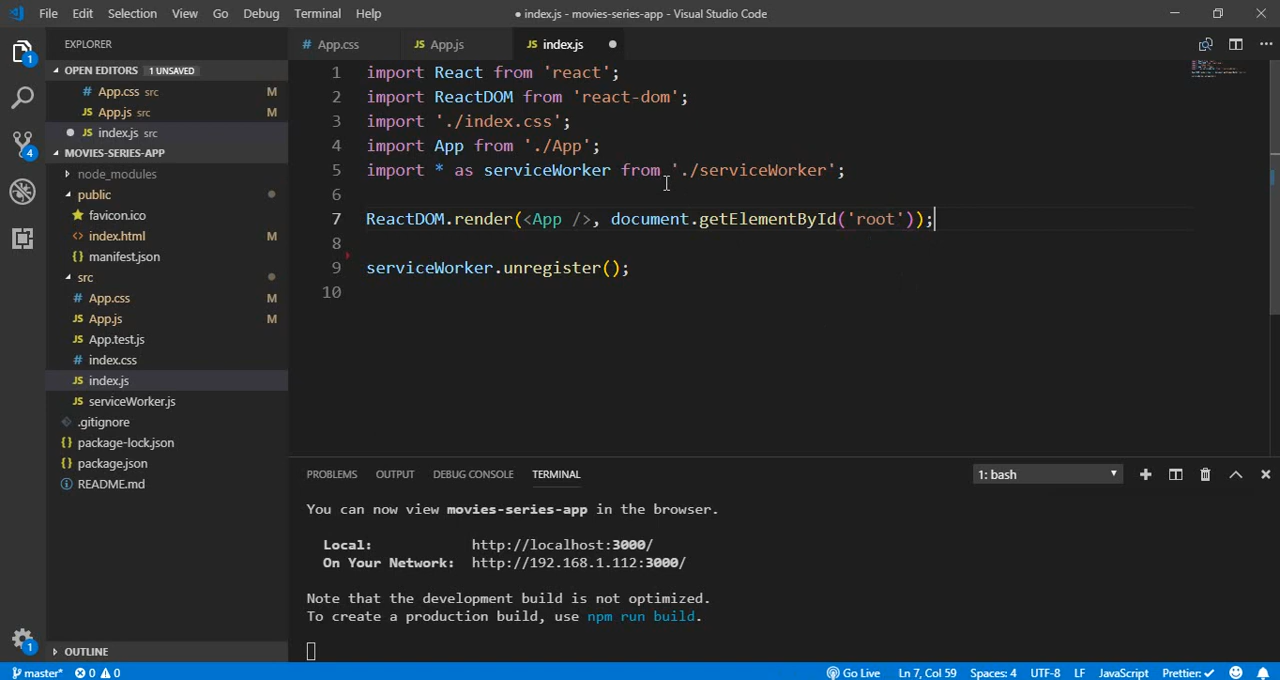 File Edit Selection View Go Debug Terminal Help
● index.js - movies-series-app - Visual Studio Code
EXPLORER
App.css
JS App.js
JS index.js
OPEN EDITORS 1 UNSAVED
# App.css src M
JS App.js src M
JS index.js src
MOVIES-SERIES-APP
node_modules
public
favicon.ico
<> index.html
{} manifest.json
src
# App.css M
JS App.js M
JS App.test.js
# index.css
JS index.js
JS serviceWorker.js
.gitignore
{} package-lock.json
{} package.json
README.md
OUTLINE
1
4
1
1 import React from 'react';
2 import ReactDOM from 'react-dom';
3 import './index.css';
4 import App from './App';
5 import * as serviceWorker from './serviceWorker';
6
7 ReactDOM.render(<App />, document.getElementById('root'));
8
9 serviceWorker.unregister();
10
PROBLEMS OUTPUT DEBUG CONSOLE TERMINAL
1: bash
You can now view movies-series-app in the browser.
Local: http://localhost:3000/
On Your Network: http://192.168.1.112:3000/
Note that the development build is not optimized.
To create a production build, use npm run build.
master* 0 0
Go Live Ln 7, Col 59 Spaces: 4 UTF-8 LF JavaScript Prettier: ✓